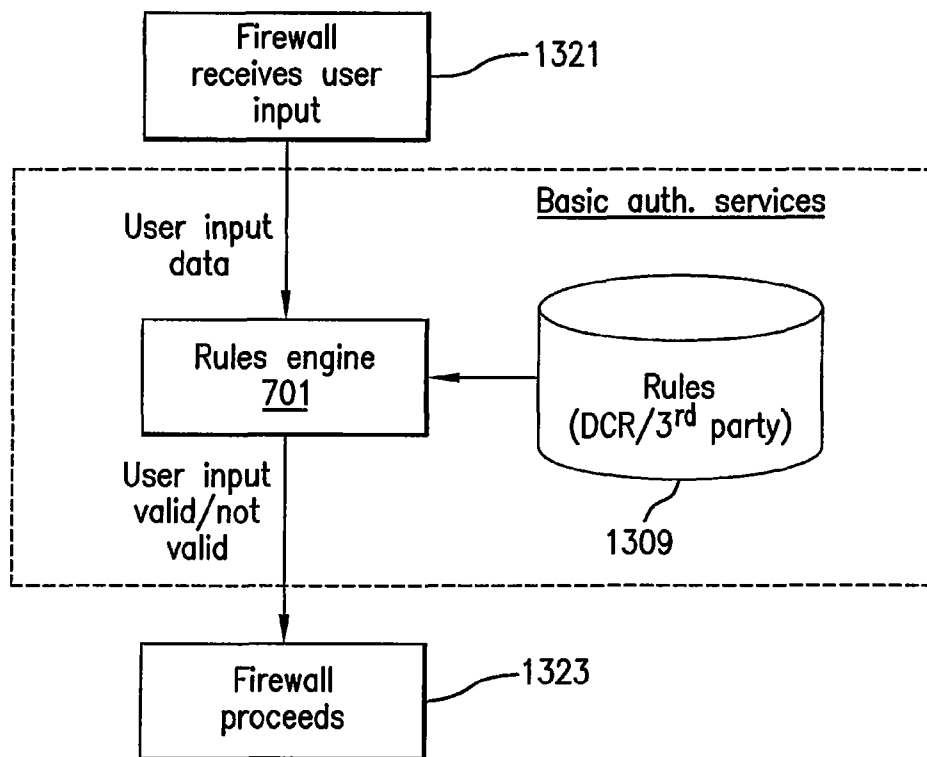 Firewall
receives user
input
1321
Basic auth. services
User input
data
Rules engine
701
Rules
(DCR/3rd party)
User input
valid/not
valid
1309
Firewall
proceeds
1323